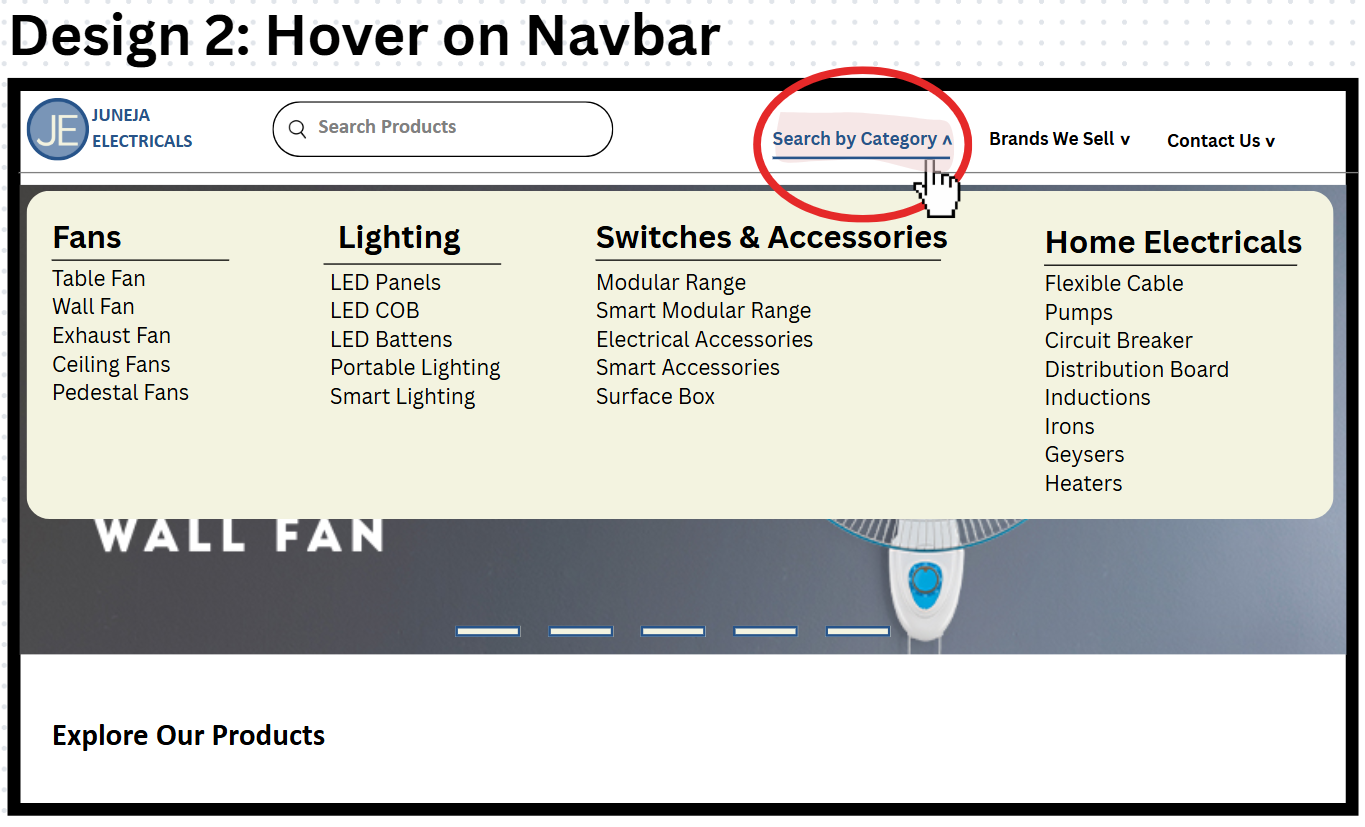 Design 2: Hover on Navbar
JE
JUNEJA
ELECTRICALS
Search Products
Search by Category ʌ
Brands We Sell v
Contact Us v
Fans
Table Fan
Wall Fan
Exhaust Fan
Ceiling Fans
Pedestal Fans
Lighting
LED Panels
LED COB
LED Battens
Portable Lighting
Smart Lighting
Switches & Accessories
Modular Range
Smart Modular Range
Electrical Accessories
Smart Accessories
Surface Box
Home Electricals
Flexible Cable
Pumps
Circuit Breaker
Distribution Board
Inductions
Irons
Geysers
Heaters
WALL FAN
Explore Our Products